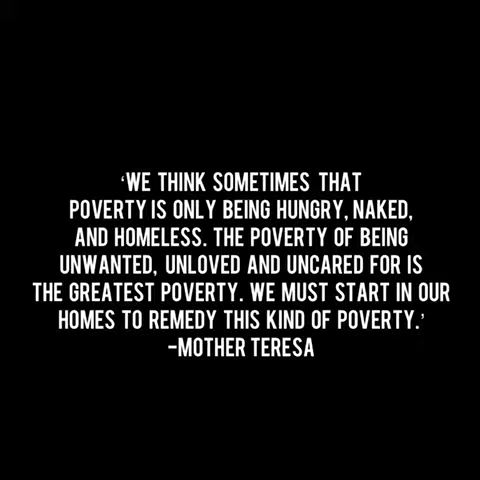 ‘WE THINK SOMETIMES THAT
POVERTY IS ONLY BEING HUNGRY, NAKED,
AND HOMELESS. THE POVERTY OF BEING
UNWANTED, UNLOVED AND UNCARED FOR IS
THE GREATEST POVERTY. WE MUST START IN OUR
HOMES TO REMEDY THIS KIND OF POVERTY.’
-MOTHER TERESA